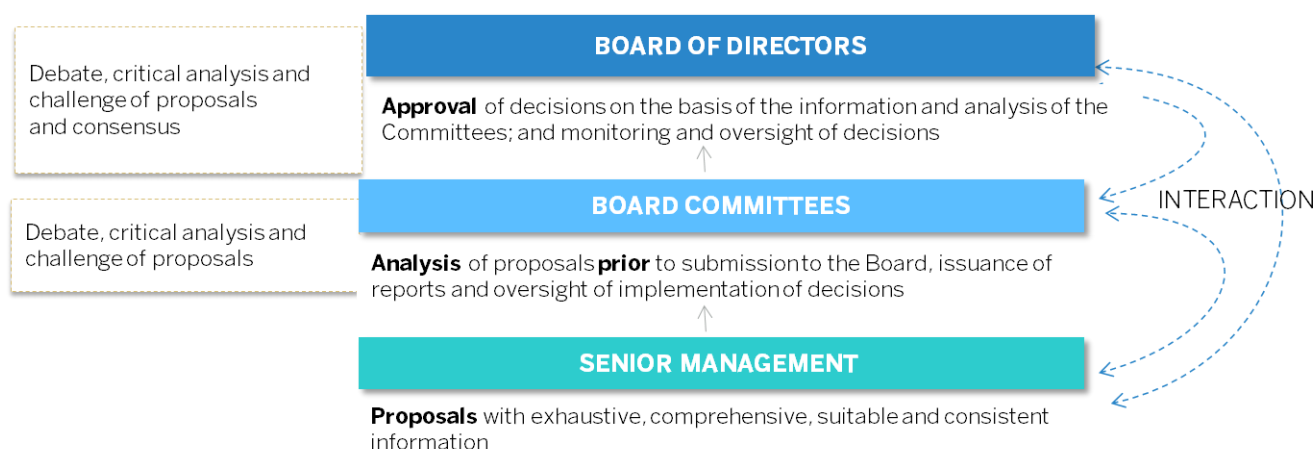 BOARD OF DIRECTORS
Debate, critical analysis and
challenge of proposals
and consensus
Approval of decisions on the basis of the information and analysis of the
Committees; and monitoring and oversight of decisions
BOARD COMMITTEES
INTERACTION
Debate, critical analysis and
challenge of proposals
Analysis of proposals prior to submission to the Board, issuance of
reports and oversight of implementation of decisions
SENIOR MANAGEMENT
Proposals with exhaustive, comprehensive, suitable and consistent
information